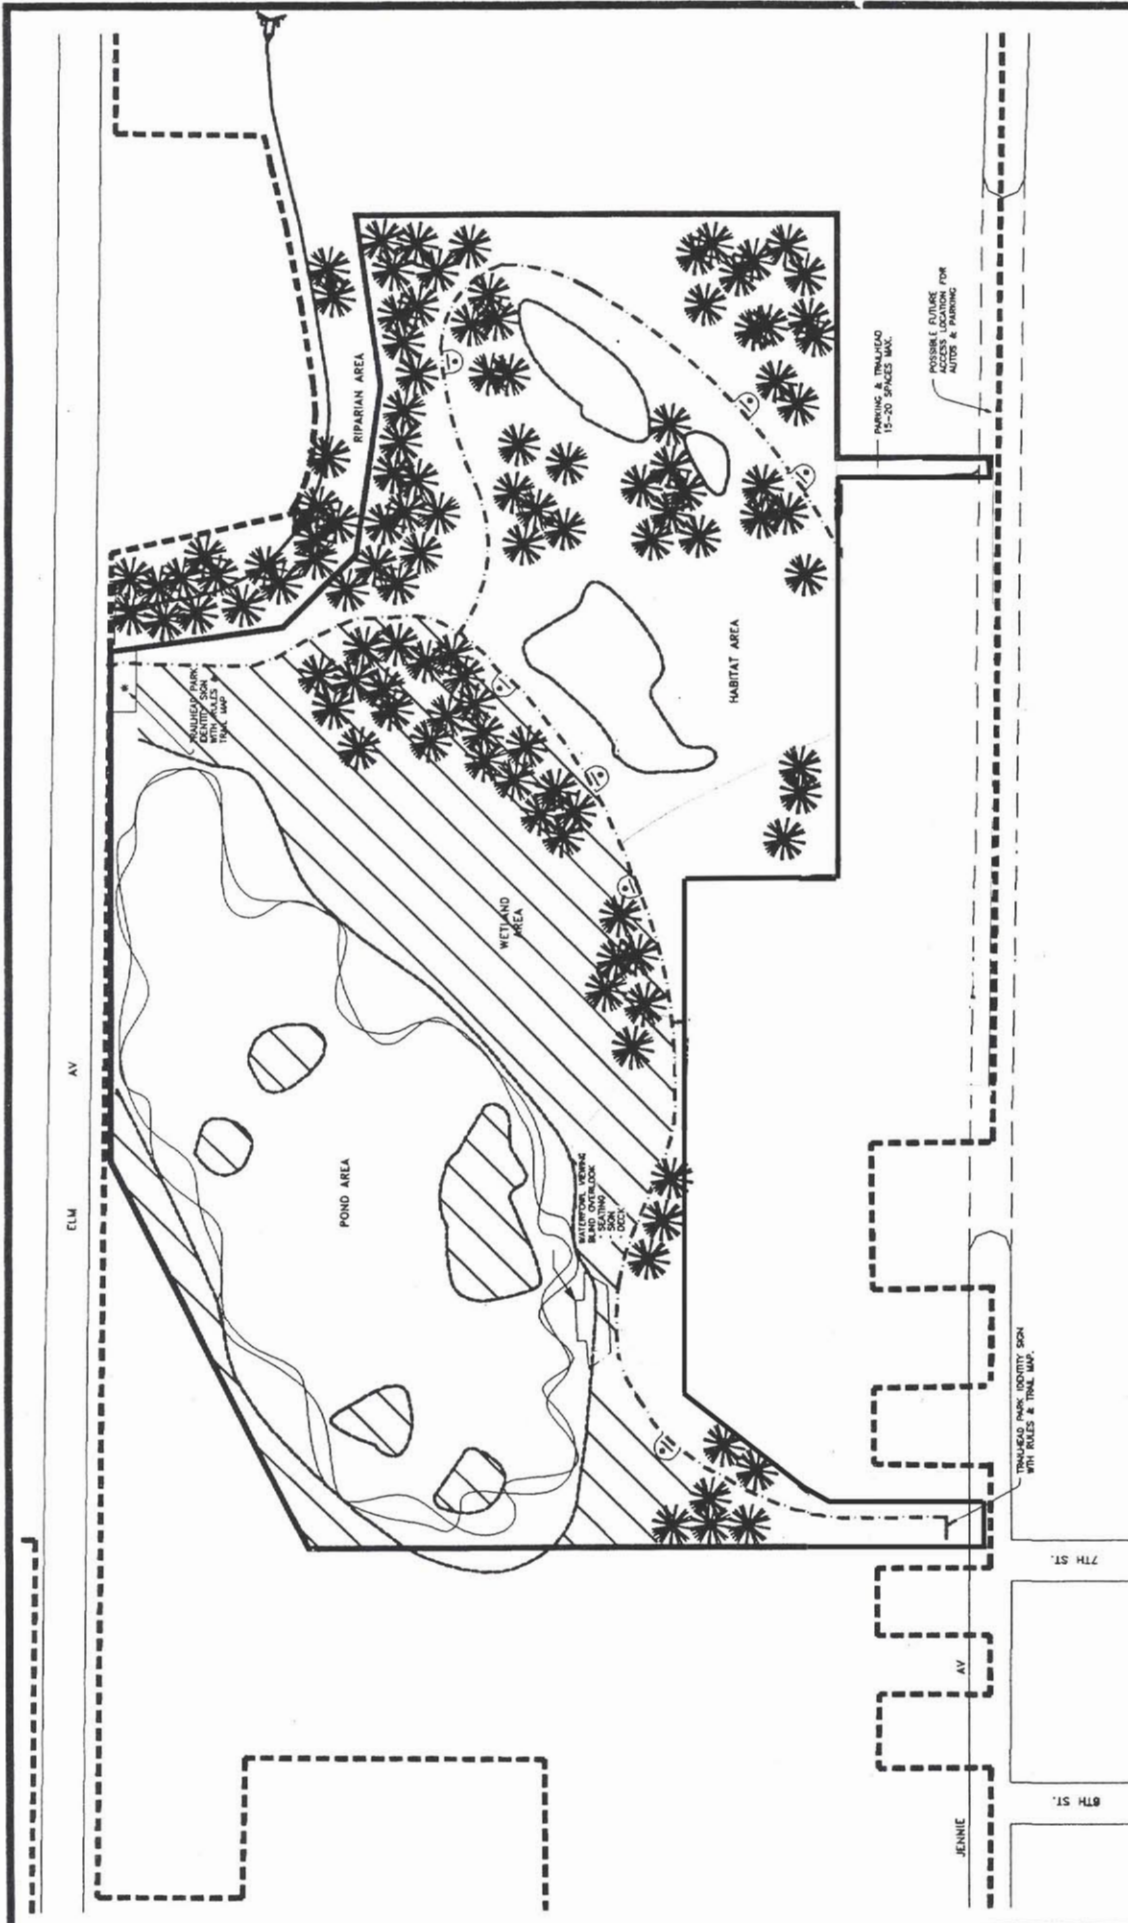 ELM AV
RIPARIAN AREA
POSSIBLE FUTURE
ACCESS LOCATION FOR
AUTOS & PARKING
PARKING & TRAILHEAD
15-20 SPACES MAX.
HABITAT AREA
TRAILHEAD PARK
IDENTITY SIGN
WITH RULES &
TRAIL MAP
WETLAND
AREA
POND AREA
WATERFOWL VIEWING
BLIND OVERLOOK
- SEATING
- SIGN
- DECK
TRAILHEAD PARK IDENTITY SIGN
WITH RULES & TRAIL MAP.
7TH ST.
JENNIE AV
8TH ST.